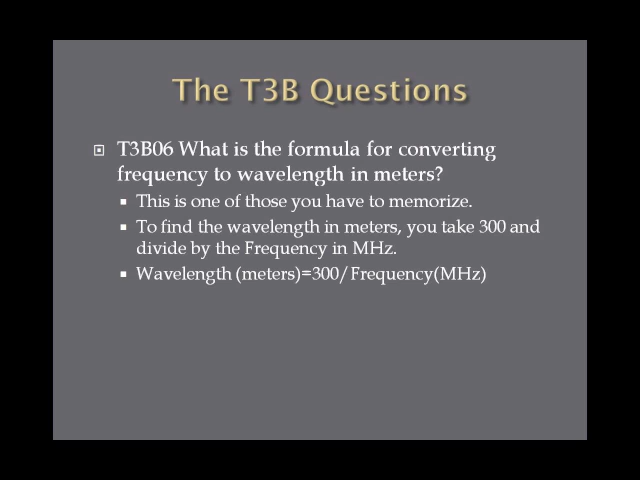 The T3B Questions
T3B06 What is the formula for converting
frequency to wavelength in meters?
This is one of those you have to memorize.
To find the wavelength in meters, you take 300 and
divide by the Frequency in MHz.
Wavelength (meters)=300/Frequency(MHz)